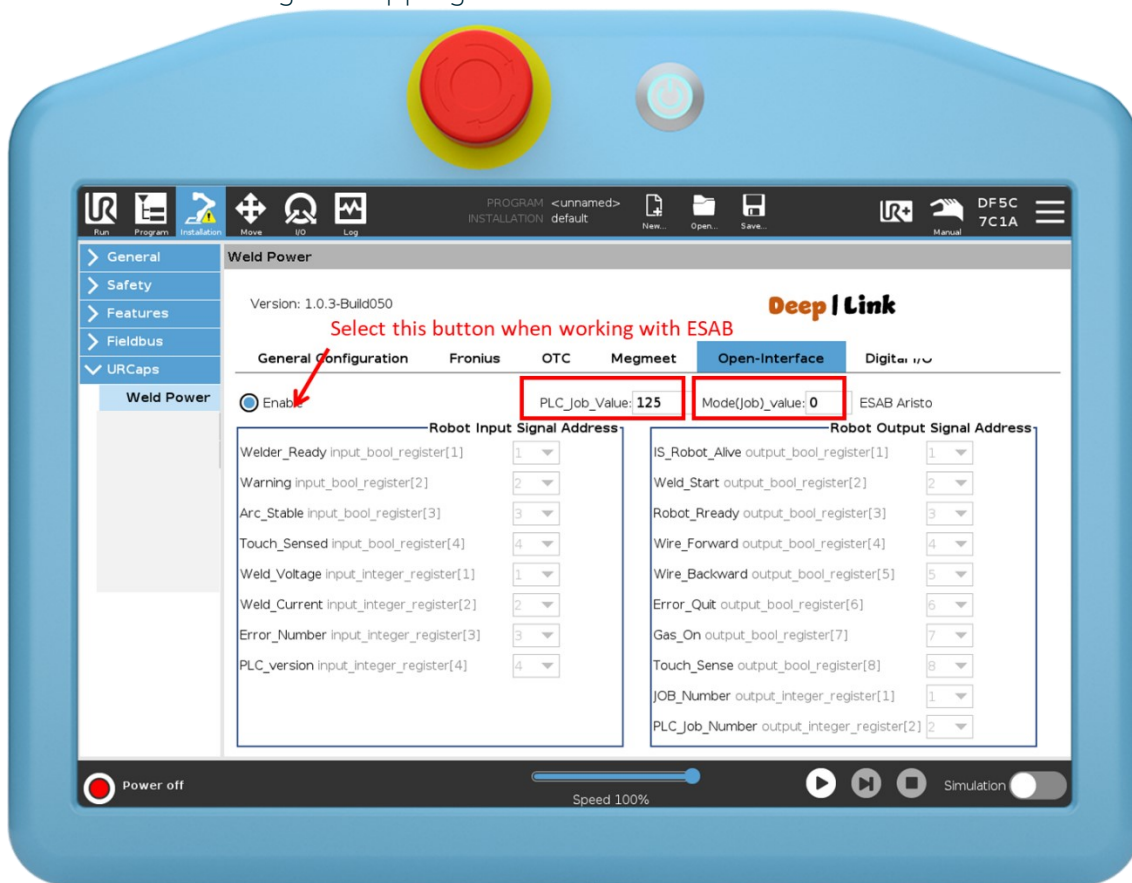 UR
PROGRAM <unnamed>
INSTALLATION default
UR+
DF5C
7C1A
Run Program Installation Move I/O Log New... Open... Save... Manual
General
Safety
Features
Fieldbus
URCaps
Weld Power
Weld Power
Version: 1.0.3-Build050
Deep | Link
Select this button when working with ESAB
General Configuration Fronius OTC Megmeet Open-Interface
Enable PLC_Job_Value: 125 Mode(Job)_value: 0 ESAB Aristo
Robot Input Signal Address
Welder_Ready input_bool_register[1] 1
Warning input_bool_register[2] 2
Arc_Stable input_bool_register[3] 3
Touch_Sensed input_bool_register[4] 4
Weld_Voltage input_integer_register[1] 1
Weld_Current input_integer_register[2] 2
Error_Number input_integer_register[3] 3
PLC_version input_integer_register[4] 4
Robot Output Signal Address
IS_Robot_Alive output_bool_register[1] 1
Weld_Start output_bool_register[2] 2
Robot_Rready output_bool_register[3] 3
Wire_Forward output_bool_register[4] 4
Wire_Backward output_bool_register[5] 5
Error_Quit output_bool_register[6] 6
Gas_On output_bool_register[7] 7
Touch_Sense output_bool_register[8] 8
JOB_Number output_integer_register[1] 1
PLC_Job_Number output_integer_register[2] 2
Power off
Speed 100%
Simulation